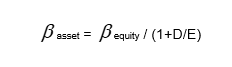 β asset = β equity / (1+D/E)